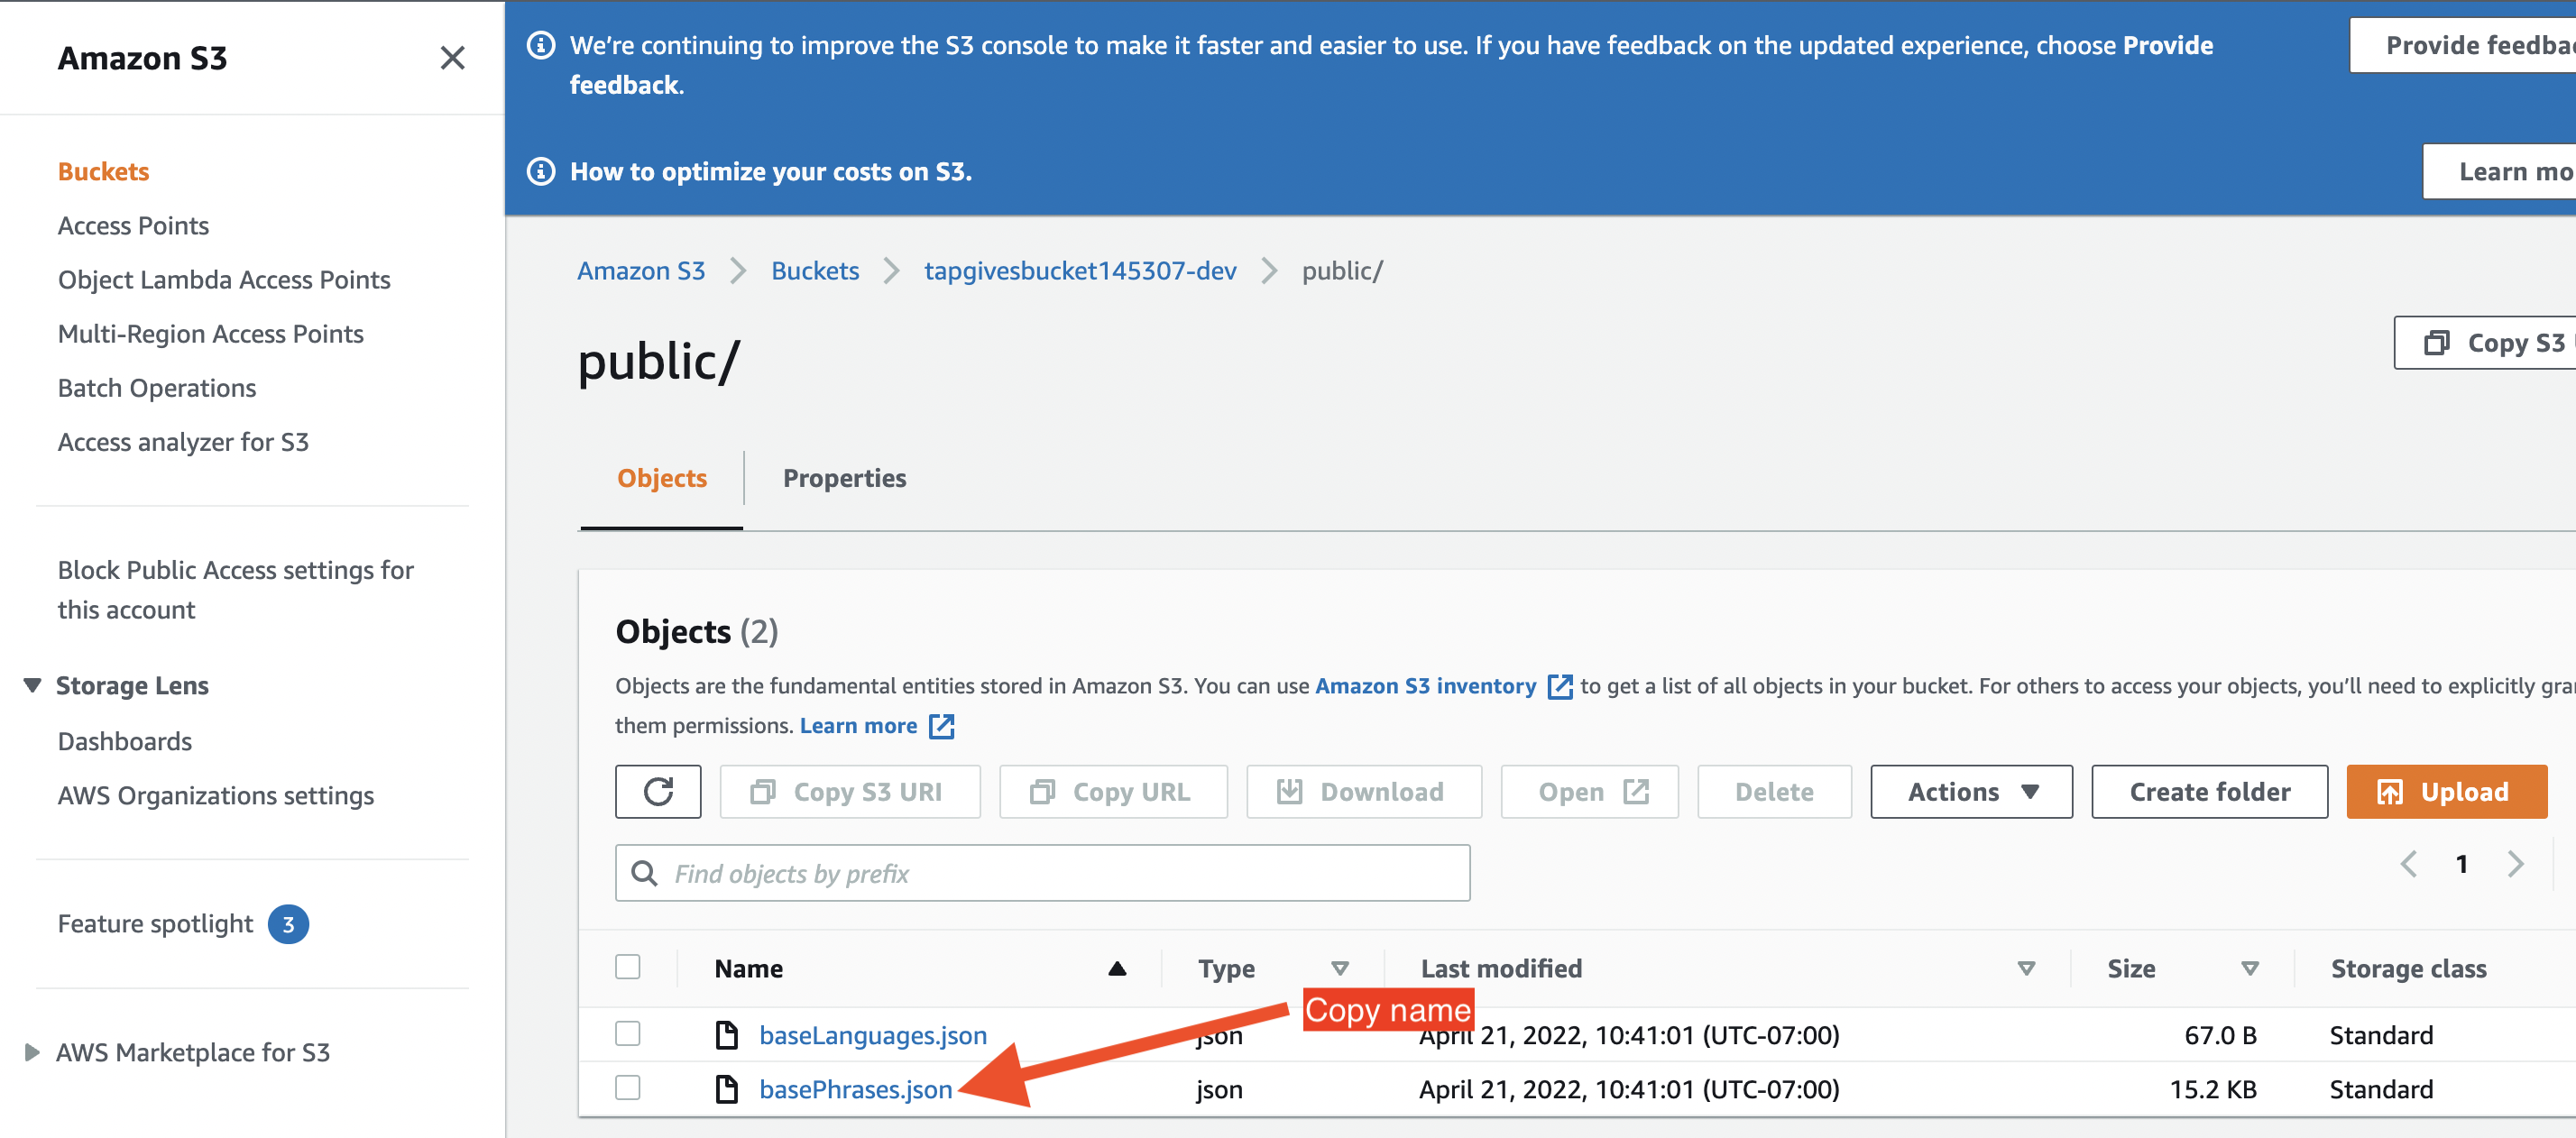 Amazon S3
Buckets
Access Points
Object Lambda Access Points
Multi-Region Access Points
Batch Operations
Access analyzer for S3
Block Public Access settings for
this account
Storage Lens
Dashboards
AWS Organizations settings
Feature spotlight 3
AWS Marketplace for S3
We're continuing to improve the S3 console to make it faster and easier to use. If you have feedback on the updated experience, choose Provide
feedback.
Provide feedba
How to optimize your costs on S3.
Learn mo
Amazon S3 Buckets tapgivesbucket145307-dev public/
public/
Copy S3
Objects Properties
Objects (2)
Objects are the fundamental entities stored in Amazon S3. You can use Amazon S3 inventory to get a list of all objects in your bucket. For others to access your objects, you'll need to explicitly gra
them permissions. Learn more
Copy S3 URI Copy URL Download Open Delete Actions Create folder Upload
Find objects by prefix
1
Name Type Last modified Size Storage class
Copy name
baseLanguages.json json April 21, 2022, 10:41:01 (UTC-07:00) 67.0 B Standard
basePhrases.json json April 21, 2022, 10:41:01 (UTC-07:00) 15.2 KB Standard